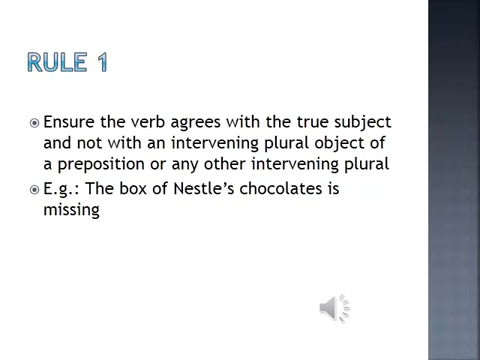 RULE 1
Ensure the verb agrees with the true subject
and not with an intervening plural object of
a preposition or any other intervening plural
E.g.: The box of Nestle's chocolates is
missing